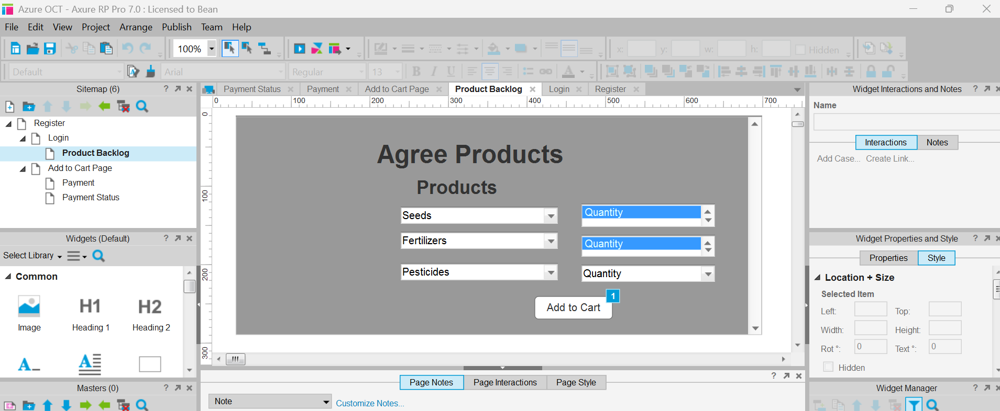 Azure OCT - Axure RP Pro 7.0 : Licensed to Bean
File Edit View Project Arrange Publish Team Help
100% x: y: w: h: Hidden
Default Arial Regular 13 B I U A
Sitemap (6) ?
Payment Status Payment Add to Cart Page Product Backlog Login Register
Widget Interactions and Notes ?
0 100 200 300 400 500 600 700
0
100
200
300
Register
Login
Product Backlog
Add to Cart Page
Payment
Payment Status
Agree Products
Products
Seeds Quantity
Fertilizers Quantity
Pesticides Quantity
Add to Cart 1
Name
Interactions Notes
Add Case... Create Link...
Widgets (Default) ?
Select Library
Common
H1 H2
Image Heading 1 Heading 2
A A
Widget Properties and Style ?
Properties Style
Location + Size
Selected Item
Left: Top:
Width: Height:
Rot °: 0 Text °: 0
Hidden
Masters (0) ?
?
Page Notes Page Interactions Page Style
Note Customize Notes...
Widget Manager ?